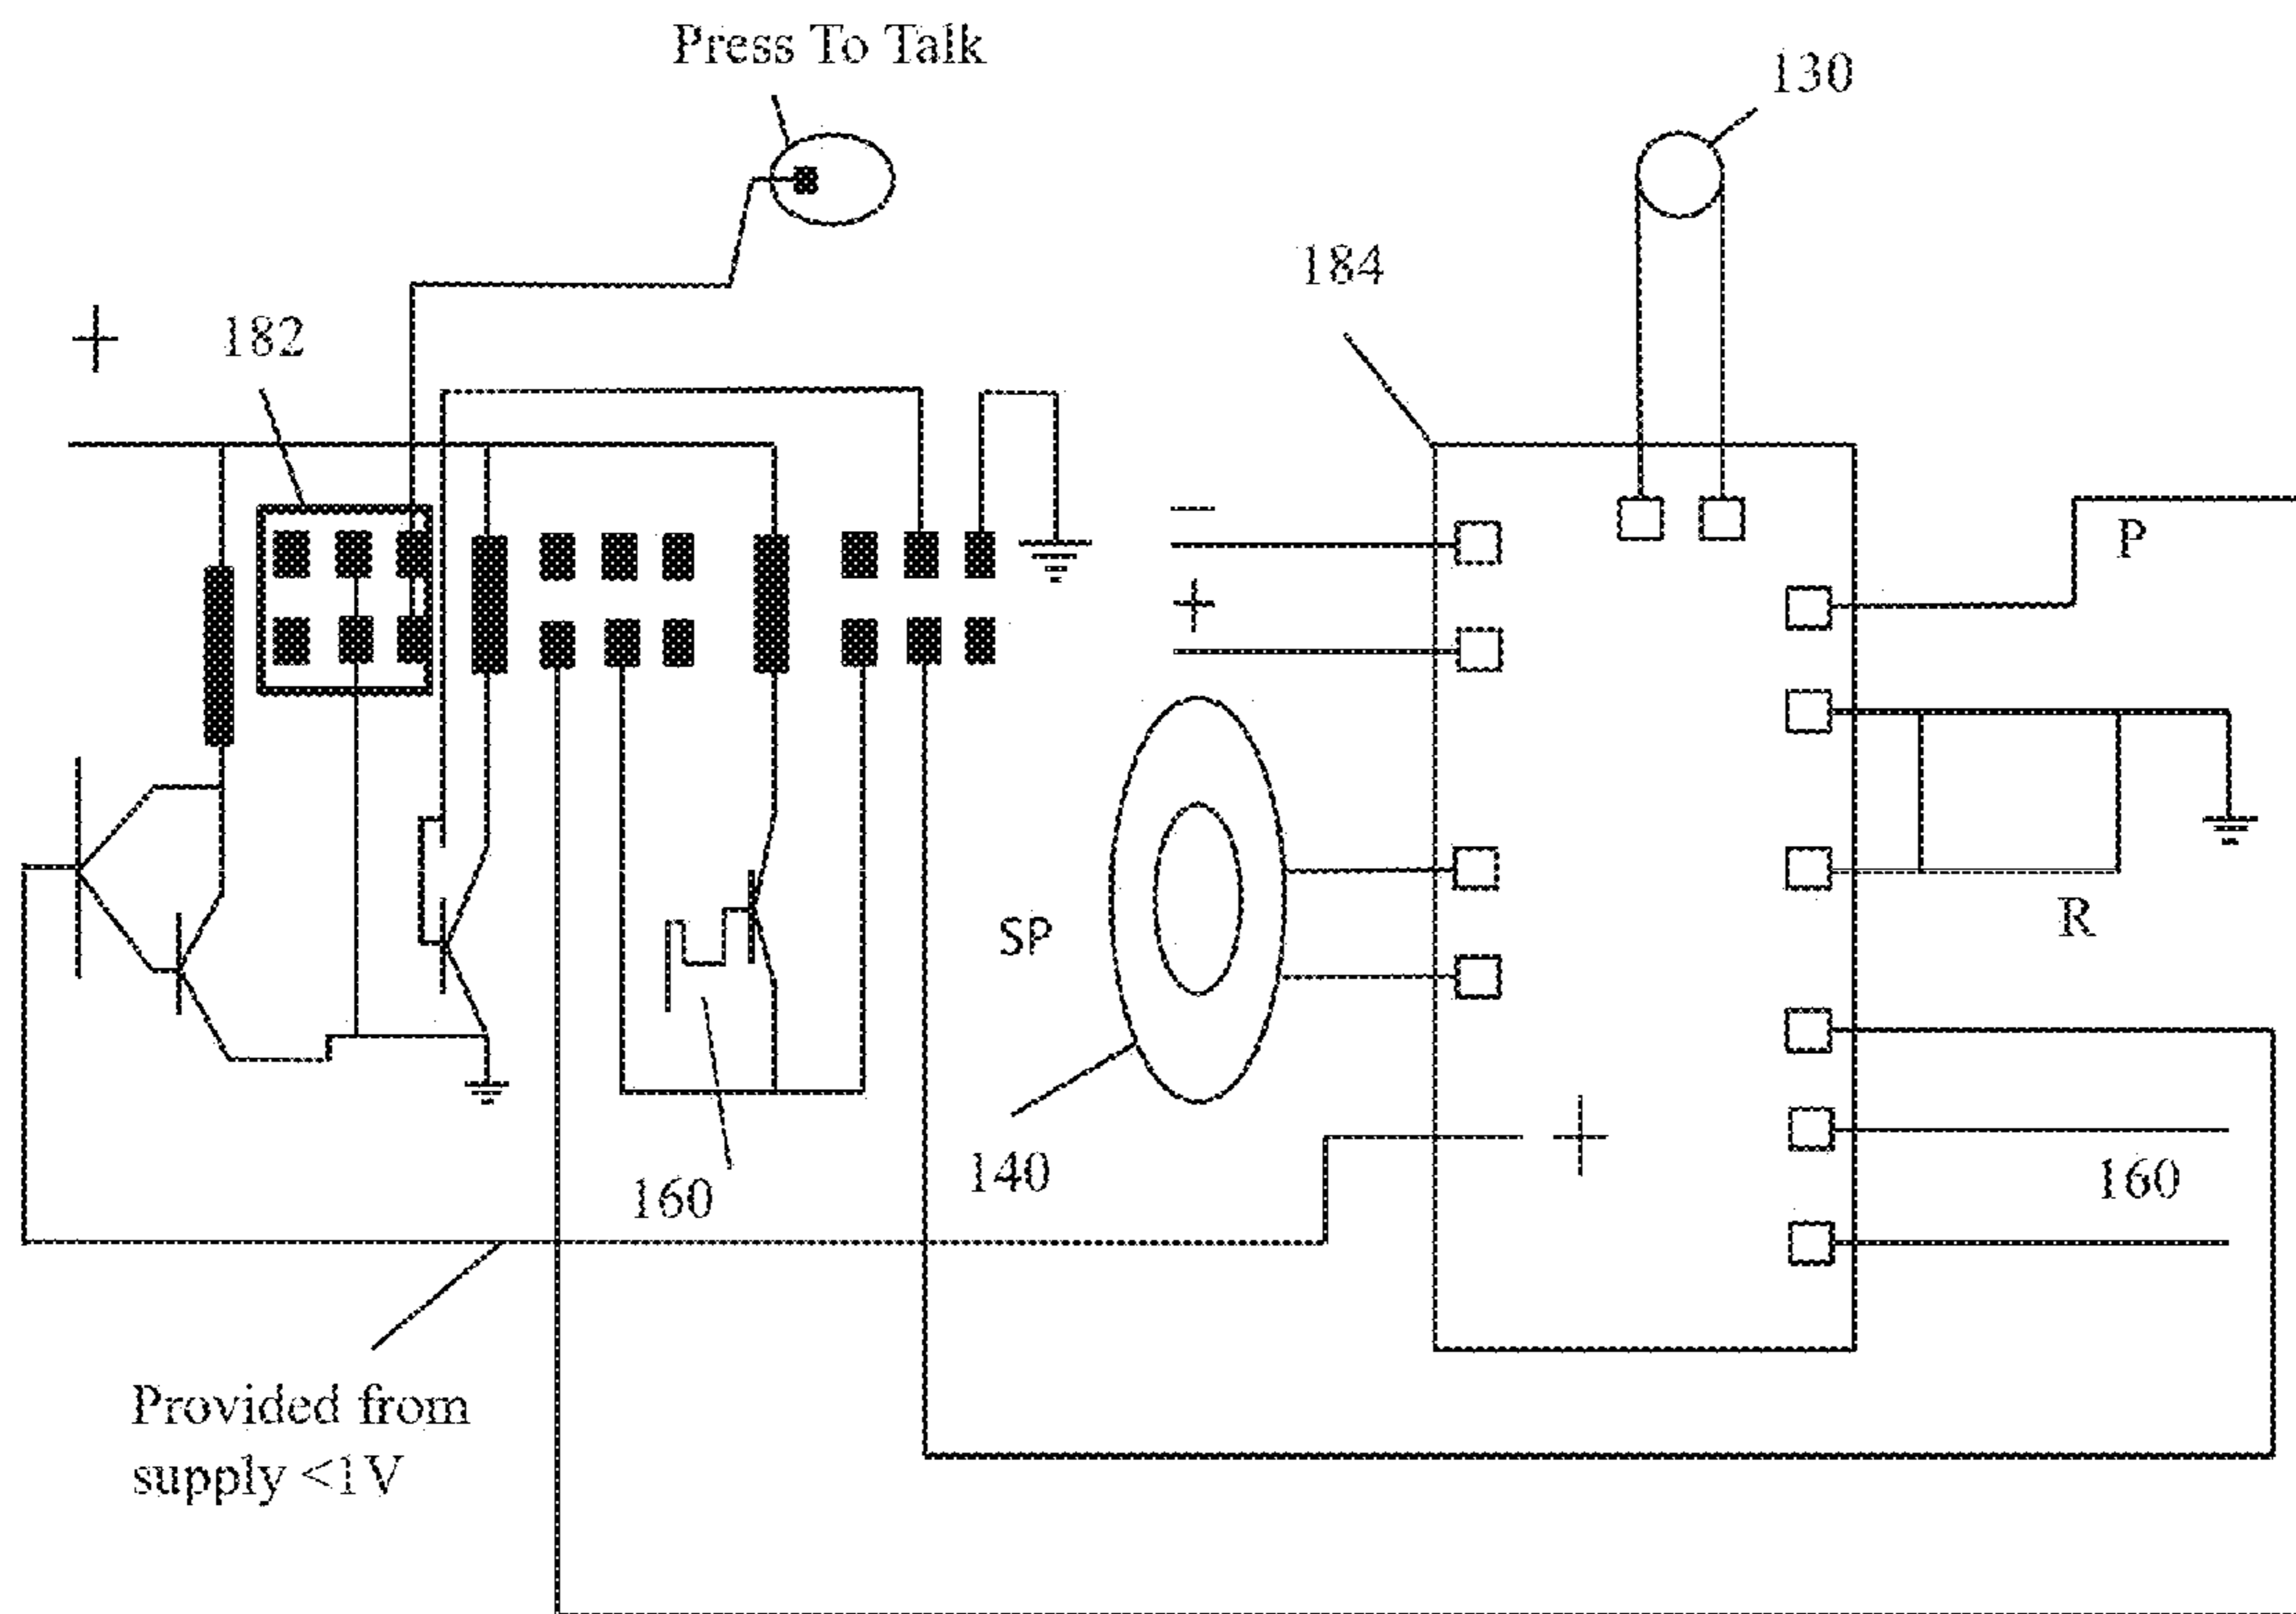 Press To Talk
130
184
+
182
−
P
+
R
SP
140
160
+
160
Provided from
supply <1V